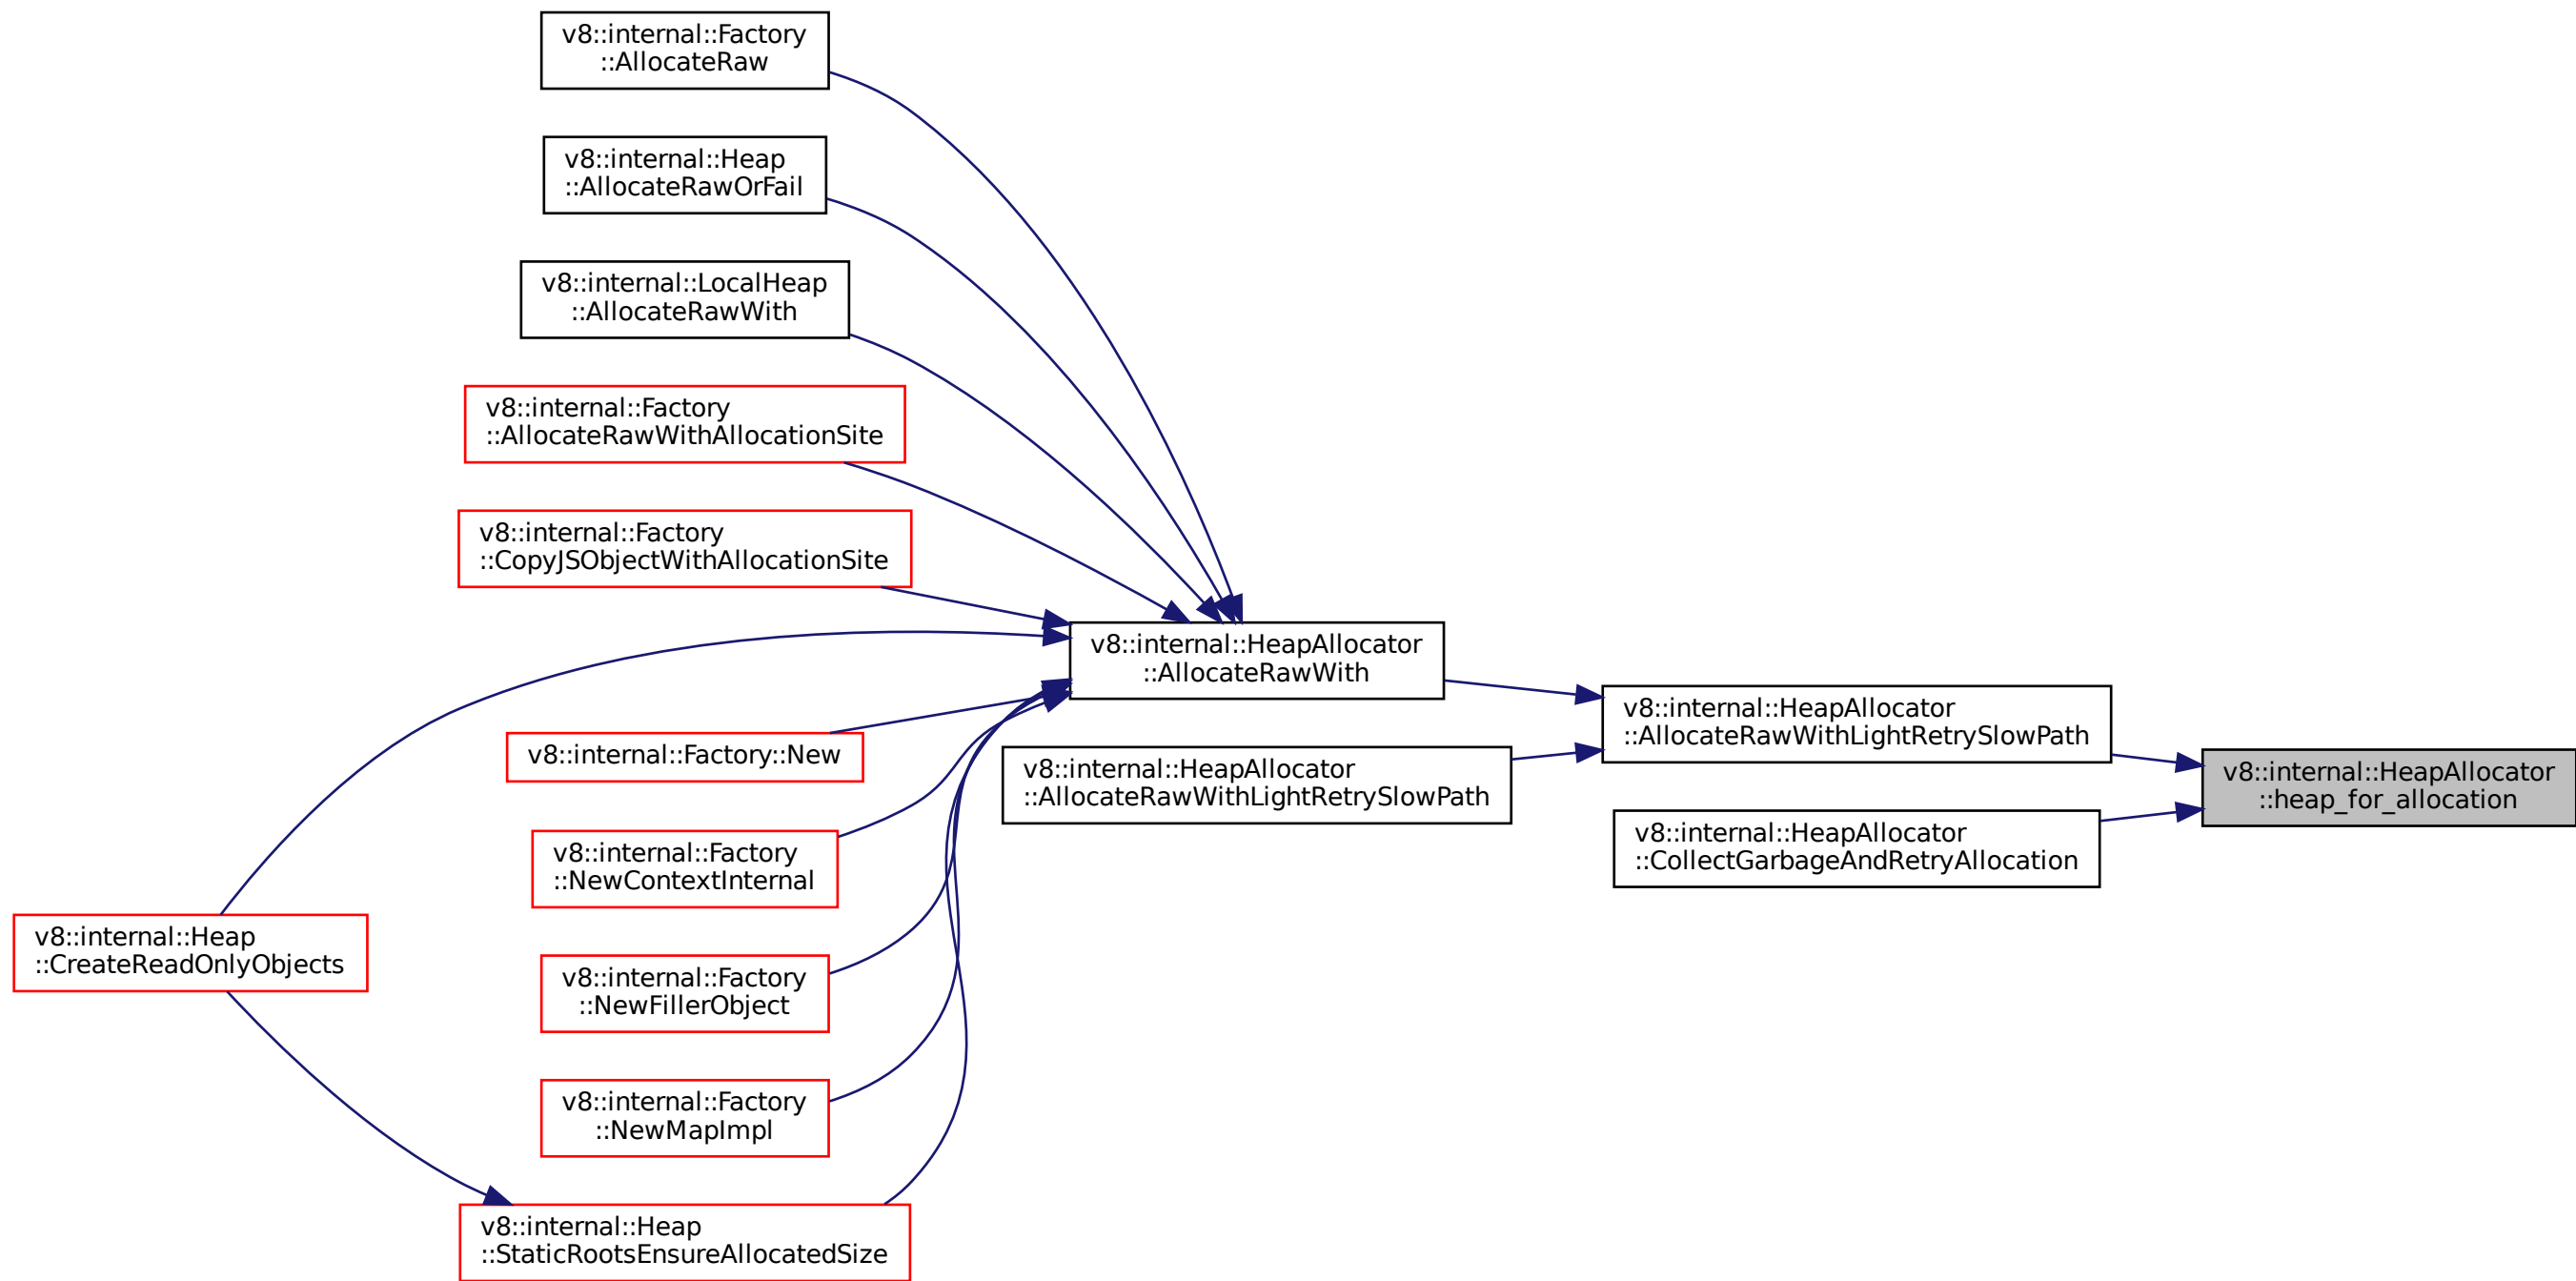 v8::internal::Factory
::AllocateRaw
v8::internal::Heap
::AllocateRawOrFail
v8::internal::LocalHeap
::AllocateRawWith
v8::internal::Factory
::AllocateRawWithAllocationSite
v8::internal::Factory
::CopyJSObjectWithAllocationSite
v8::internal::HeapAllocator
::AllocateRawWith
v8::internal::HeapAllocator
::AllocateRawWithLightRetrySlowPath
v8::internal::Factory::New
v8::internal::HeapAllocator
::AllocateRawWithLightRetrySlowPath
v8::internal::HeapAllocator
::heap_for_allocation
v8::internal::HeapAllocator
::CollectGarbageAndRetryAllocation
v8::internal::Factory
::NewContextInternal
v8::internal::Heap
::CreateReadOnlyObjects
v8::internal::Factory
::NewFillerObject
v8::internal::Factory
::NewMapImpl
v8::internal::Heap
::StaticRootsEnsureAllocatedSize